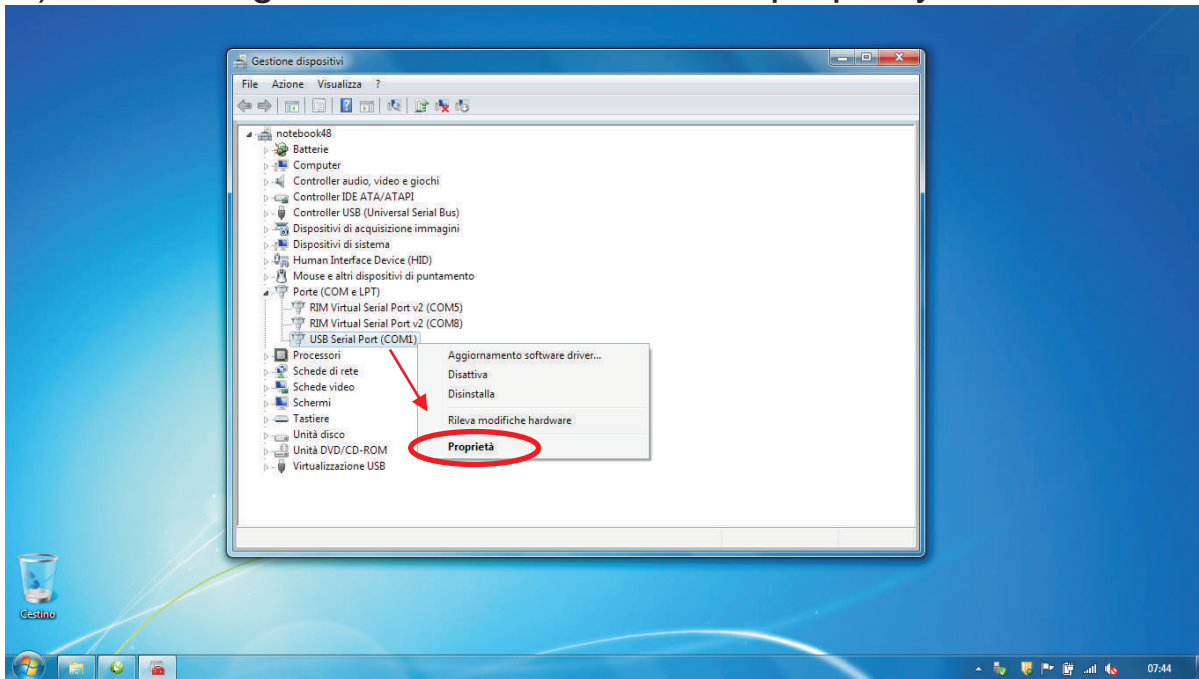 Gestione dispositivi
File Azione Visualizza ?
notebook48
Batterie
Computer
Controller audio, video e giochi
Controller IDE ATA/ATAPI
Controller USB (Universal Serial Bus)
Dispositivi di acquisizione immagini
Dispositivi di sistema
Human Interface Device (HID)
Mouse e altri dispositivi di puntamento
Porte (COM e LPT)
RIM Virtual Serial Port v2 (COM5)
RIM Virtual Serial Port v2 (COM8)
USB Serial Port (COM1)
Processori
Schede di rete
Schede video
Schermi
Tastiere
Unità disco
Unità DVD/CD-ROM
Virtualizzazione USB
Aggiornamento software driver...
Disattiva
Disinstalla
Rileva modifiche hardware
Proprietà
Cestino
07:44